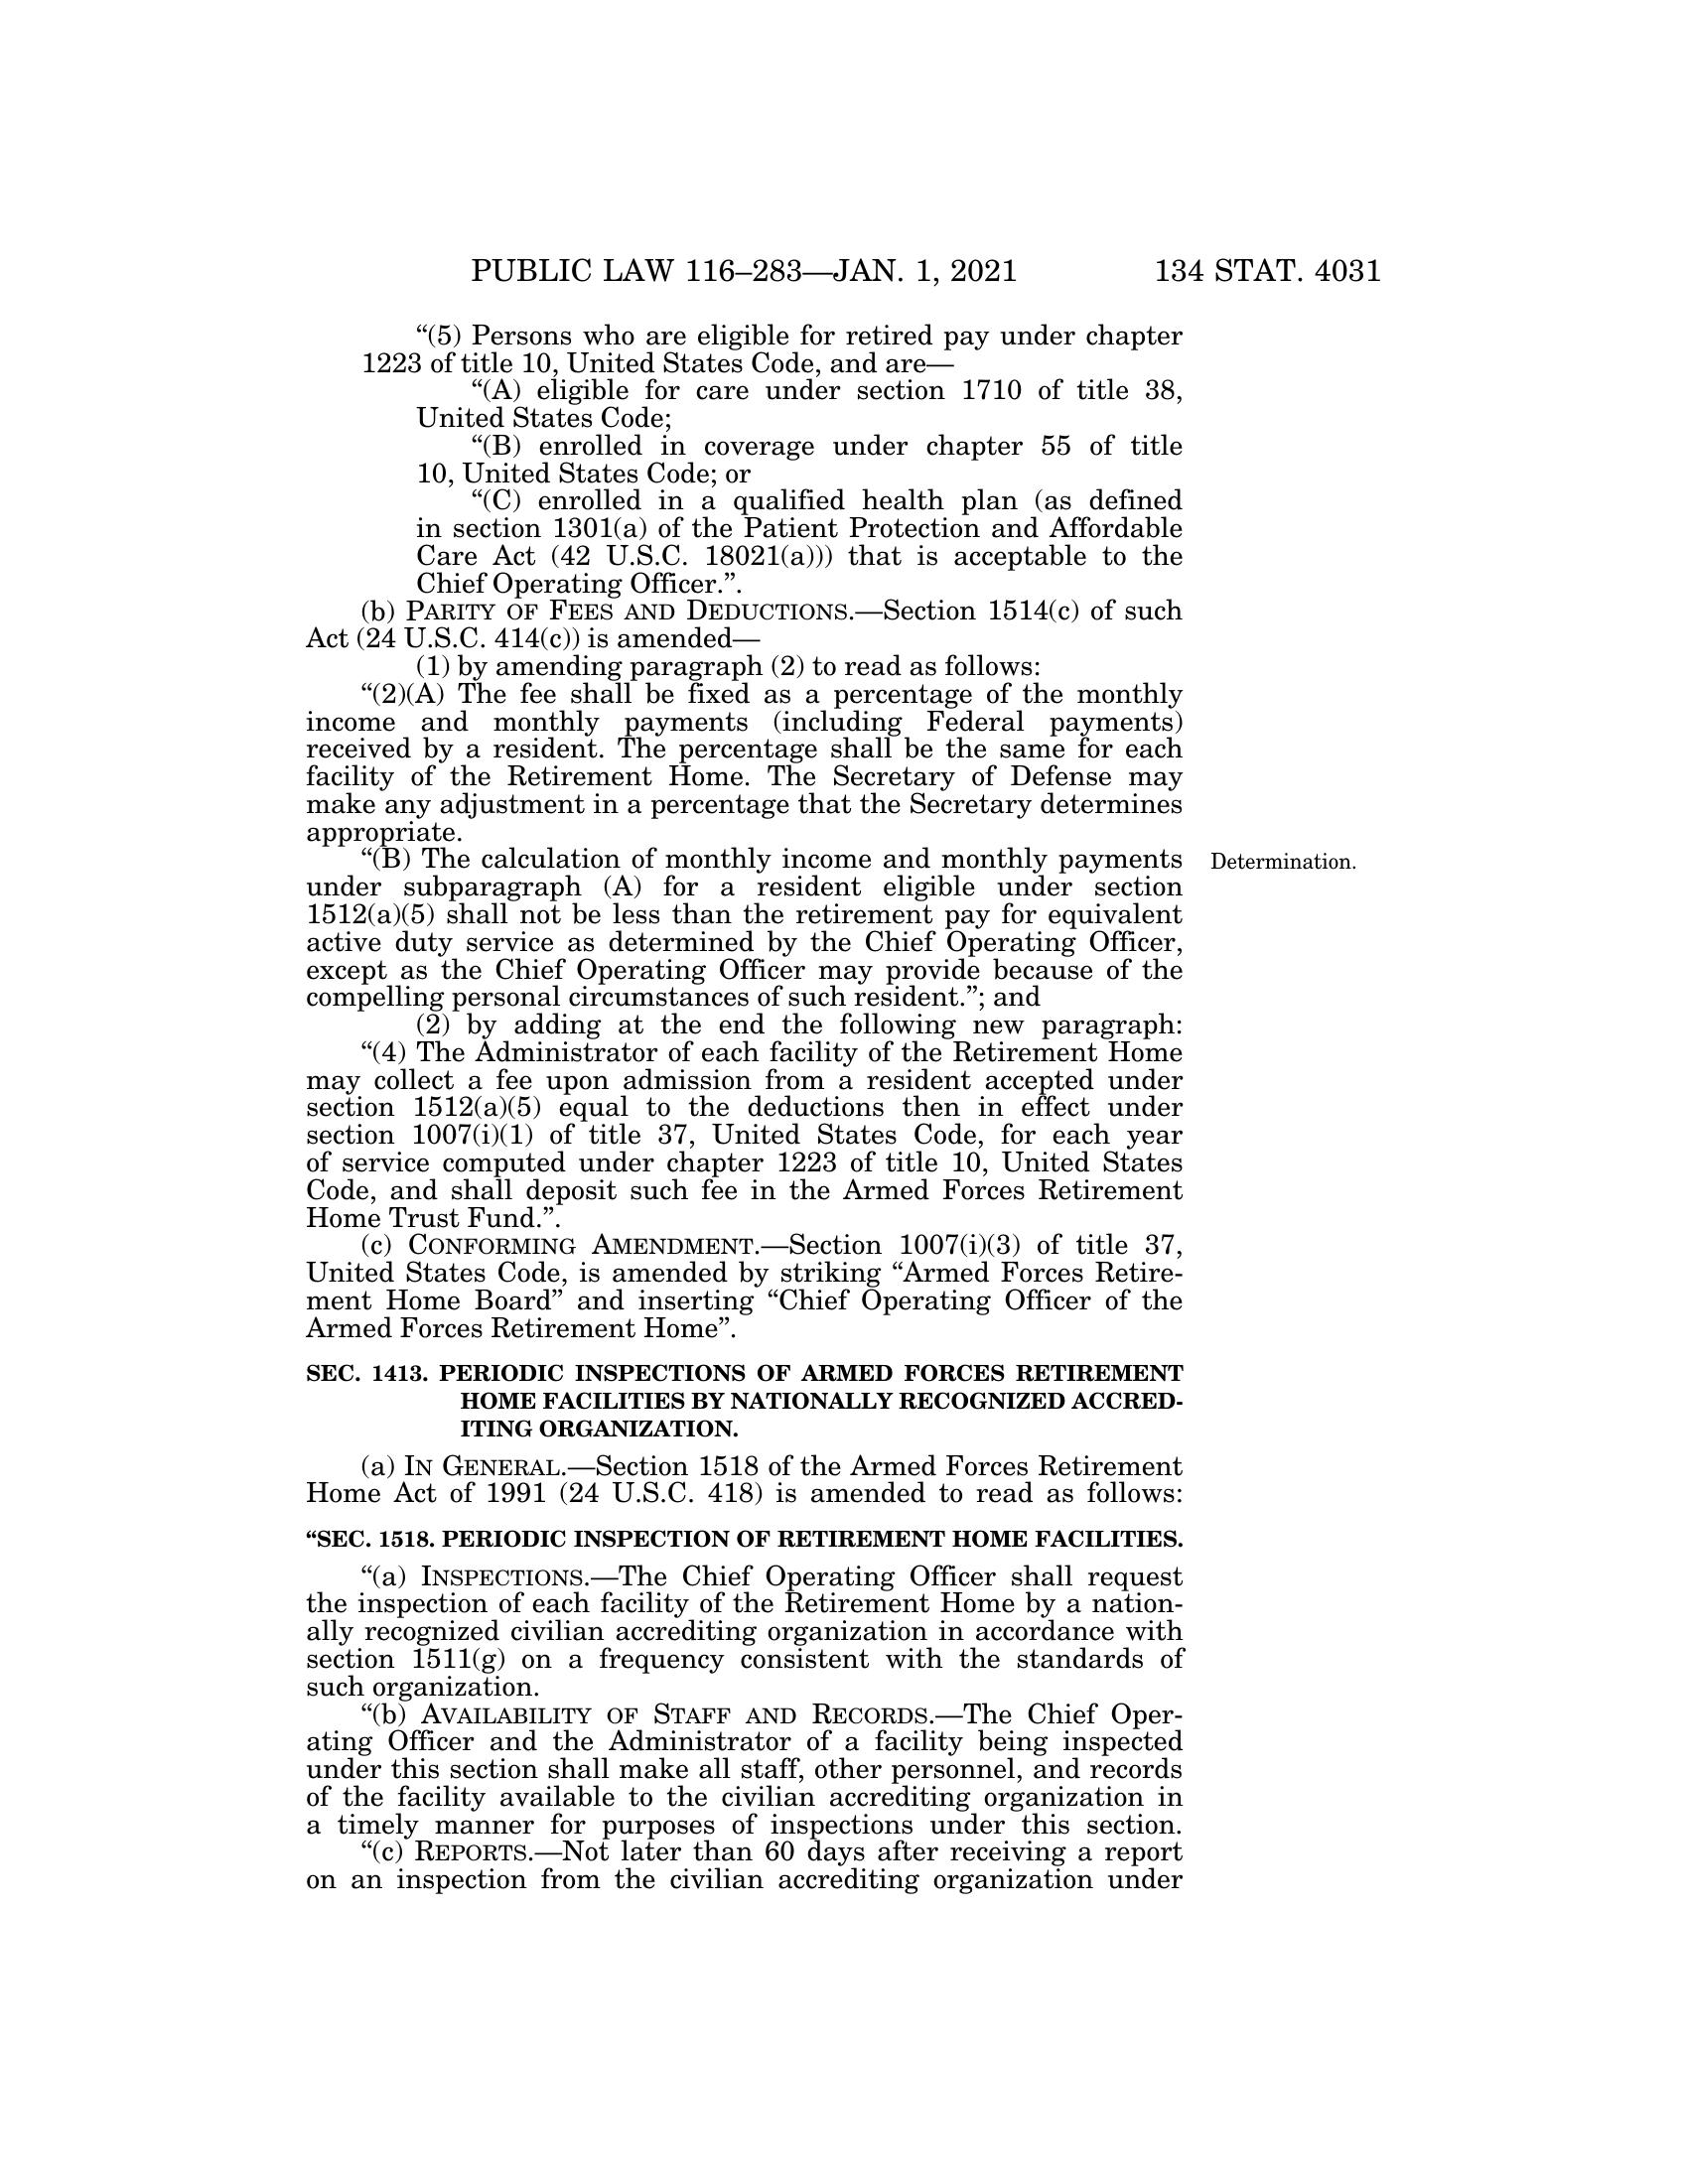 PUBLIC LAW 116–283—JAN. 1, 2021 134 STAT. 4031
“(5) Persons who are eligible for retired pay under chapter
1223 of title 10, United States Code, and are—
“(A) eligible for care under section 1710 of title 38,
United States Code;
“(B) enrolled in coverage under chapter 55 of title
10, United States Code; or
“(C) enrolled in a qualified health plan (as defined
in section 1301(a) of the Patient Protection and Affordable
Care Act (42 U.S.C. 18021(a))) that is acceptable to the
Chief Operating Officer.”.
(b) PARITY OF FEES AND DEDUCTIONS.—Section 1514(c) of such
Act (24 U.S.C. 414(c)) is amended—
(1) by amending paragraph (2) to read as follows:
“(2)(A) The fee shall be fixed as a percentage of the monthly
income and monthly payments (including Federal payments)
received by a resident. The percentage shall be the same for each
facility of the Retirement Home. The Secretary of Defense may
make any adjustment in a percentage that the Secretary determines
appropriate.
“(B) The calculation of monthly income and monthly payments
Determination.
under subparagraph (A) for a resident eligible under section
1512(a)(5) shall not be less than the retirement pay for equivalent
active duty service as determined by the Chief Operating Officer,
except as the Chief Operating Officer may provide because of the
compelling personal circumstances of such resident.”; and
(2) by adding at the end the following new paragraph:
“(4) The Administrator of each facility of the Retirement Home
may collect a fee upon admission from a resident accepted under
section 1512(a)(5) equal to the deductions then in effect under
section 1007(i)(1) of title 37, United States Code, for each year
of service computed under chapter 1223 of title 10, United States
Code, and shall deposit such fee in the Armed Forces Retirement
Home Trust Fund.”.
(c) CONFORMING AMENDMENT.—Section 1007(i)(3) of title 37,
United States Code, is amended by striking “Armed Forces Retire-
ment Home Board” and inserting “Chief Operating Officer of the
Armed Forces Retirement Home”.
SEC. 1413. PERIODIC INSPECTIONS OF ARMED FORCES RETIREMENT
HOME FACILITIES BY NATIONALLY RECOGNIZED ACCRED-
ITING ORGANIZATION.
(a) IN GENERAL.—Section 1518 of the Armed Forces Retirement
Home Act of 1991 (24 U.S.C. 418) is amended to read as follows:
“SEC. 1518. PERIODIC INSPECTION OF RETIREMENT HOME FACILITIES.
“(a) INSPECTIONS.—The Chief Operating Officer shall request
the inspection of each facility of the Retirement Home by a nation-
ally recognized civilian accrediting organization in accordance with
section 1511(g) on a frequency consistent with the standards of
such organization.
“(b) AVAILABILITY OF STAFF AND RECORDS.—The Chief Oper-
ating Officer and the Administrator of a facility being inspected
under this section shall make all staff, other personnel, and records
of the facility available to the civilian accrediting organization in
a timely manner for purposes of inspections under this section.
“(c) REPORTS.—Not later than 60 days after receiving a report
on an inspection from the civilian accrediting organization under